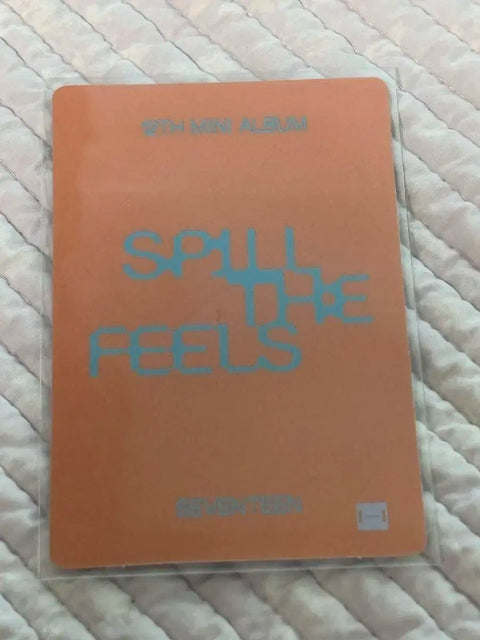 12TH MINI ALBUM
SPILL
THE
FEELS
SEVENTEEN